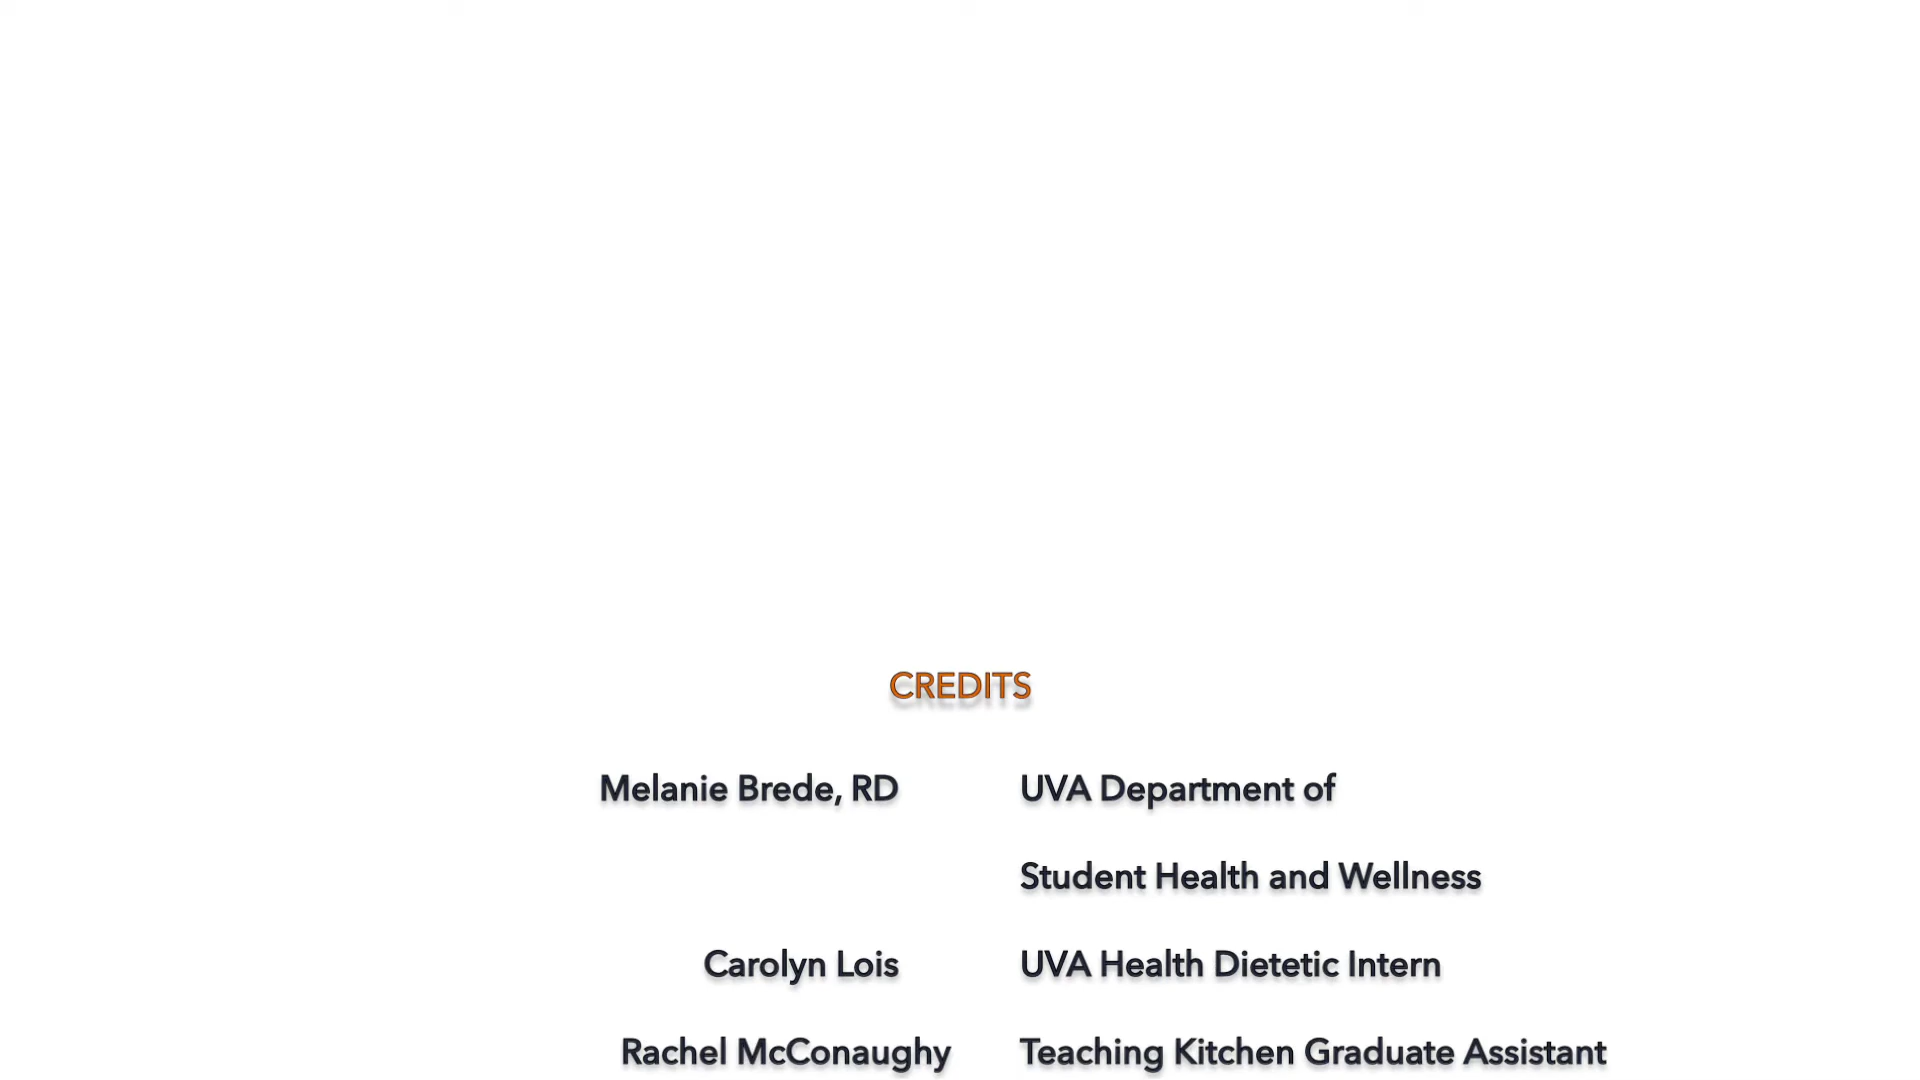 CREDITS
Melanie Brede, RD UVA Department of
Student Health and Wellness
Carolyn Lois UVA Health Dietetic Intern
Rachel McConaughy Teaching Kitchen Graduate Assistant